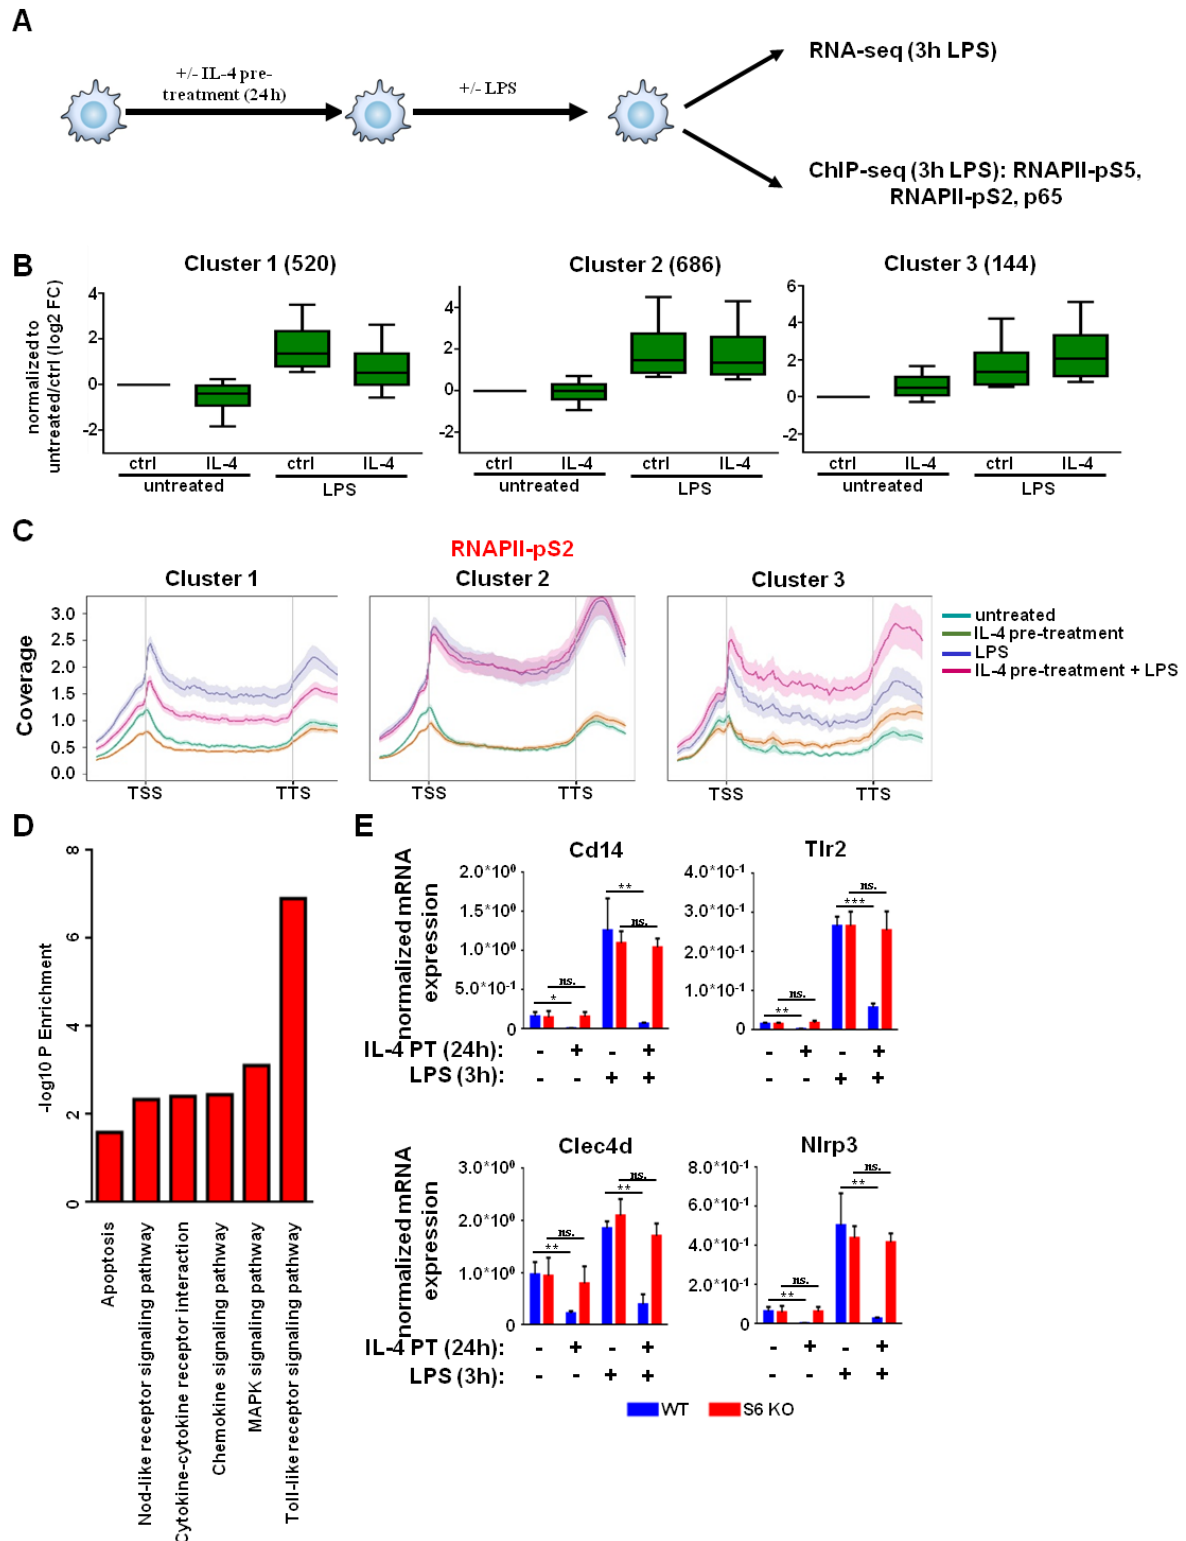 A
+/- IL-4 pre-
treatment (24h)
+/- LPS
RNA-seq (3h LPS)
ChIP-seq (3h LPS): RNAPII-pS5,
RNAPII-pS2, p65
B
Cluster 1 (520)
Cluster 2 (686)
Cluster 3 (144)
normalized to
untreated/ctrl (log2 FC)
4
2
0
-2
4
2
0
-2
6
4
2
0
-2
ctrl IL-4 ctrl IL-4
untreated LPS
ctrl IL-4 ctrl IL-4
untreated LPS
ctrl IL-4 ctrl IL-4
untreated LPS
C
RNAPII-pS2
Cluster 1
Cluster 2
Cluster 3
Coverage
3.0
2.5
2.0
1.5
1.0
0.5
0.0
TSS TTS
TSS TTS
TSS TTS
untreated
IL-4 pre-treatment
LPS
IL-4 pre-treatment + LPS
D
-log10 P Enrichment
8
6
4
2
0
Apoptosis
Nod-like receptor signaling pathway
Cytokine-cytokine receptor interaction
Chemokine signaling pathway
MAPK signaling pathway
Toll-like receptor signaling pathway
E
Cd14
normalized mRNA
expression
2.0*10⁰
1.5*10⁰
1.0*10⁰
5.0*10⁻¹
0
ns.
*
**
ns.
Tlr2
4.0*10⁻¹
3.0*10⁻¹
2.0*10⁻¹
1.0*10⁻¹
0
ns.
**
ns.
***
IL-4 PT (24h): - + - + - + - +
LPS (3h): - - + + - - + +
Clec4d
normalized mRNA
expression
3.0*10⁰
2.0*10⁰
1.0*10⁰
0
ns.
**
ns.
**
Nlrp3
8.0*10⁻¹
6.0*10⁻¹
4.0*10⁻¹
2.0*10⁻¹
0
ns.
**
ns.
**
IL-4 PT (24h): - + - + - + - +
LPS (3h): - - + + - - + +
WT S6 KO